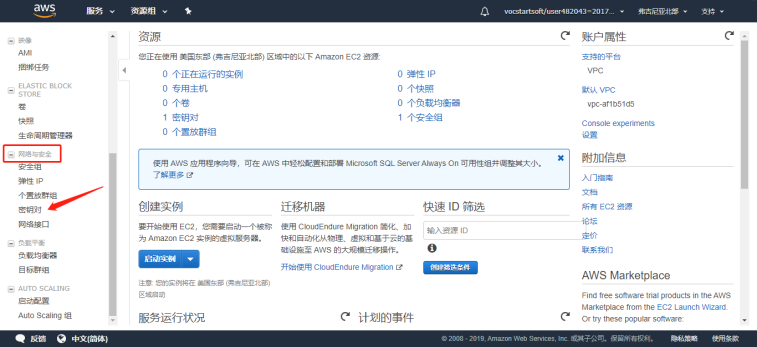 aws
服务
资源组
vocstartsoft/user482043=2017...
弗吉尼亚北部
支持
映像
AMI
捆绑任务
ELASTIC BLOCK
STORE
卷
快照
生命周期管理器
网络与安全
安全组
弹性 IP
个置放群组
密钥对
网络接口
负载平衡
负载均衡器
目标群组
AUTO SCALING
启动配置
Auto Scaling 组
资源
您正在使用 美国东部 (弗吉尼亚北部) 区域中的以下 Amazon EC2 资源:
0 个正在运行的实例
0 弹性 IP
0 专用主机
0 个快照
0 个卷
0 个负载均衡器
1 密钥对
1 个安全组
0 个置放群组
使用 AWS 应用程序向导，可在 AWS 中轻松配置和部署 Microsoft SQL Server Always On 可用性组并调整其大小。
了解更多
创建实例
要开始使用 EC2，您需要启动一个被称
为 Amazon EC2 实例的虚拟服务器。
启动实例
注意: 您的实例将在 美国东部 (弗吉尼亚北部)
区域启动
迁移机器
使用 CloudEndure Migration 简化、加
快和自动化从物理、虚拟和基于云的基
础设施至 AWS 的大规模迁移操作。
开始使用 CloudEndure Migration
快速 ID 筛选
输入资源 ID
创建筛选条件
服务运行状况
计划的事件
账户属性
支持的平台
VPC
默认 VPC
vpc-af1b51d5
Console experiments
设置
附加信息
入门指南
文档
所有 EC2 资源
论坛
定价
联系我们
AWS Marketplace
Find free software trial products in the AWS
Marketplace from the EC2 Launch Wizard.
Or try these popular software:
反馈
中文(简体)
© 2008 - 2019, Amazon Web Services, Inc. 或其子公司。保留所有权利。
隐私策略
使用条款